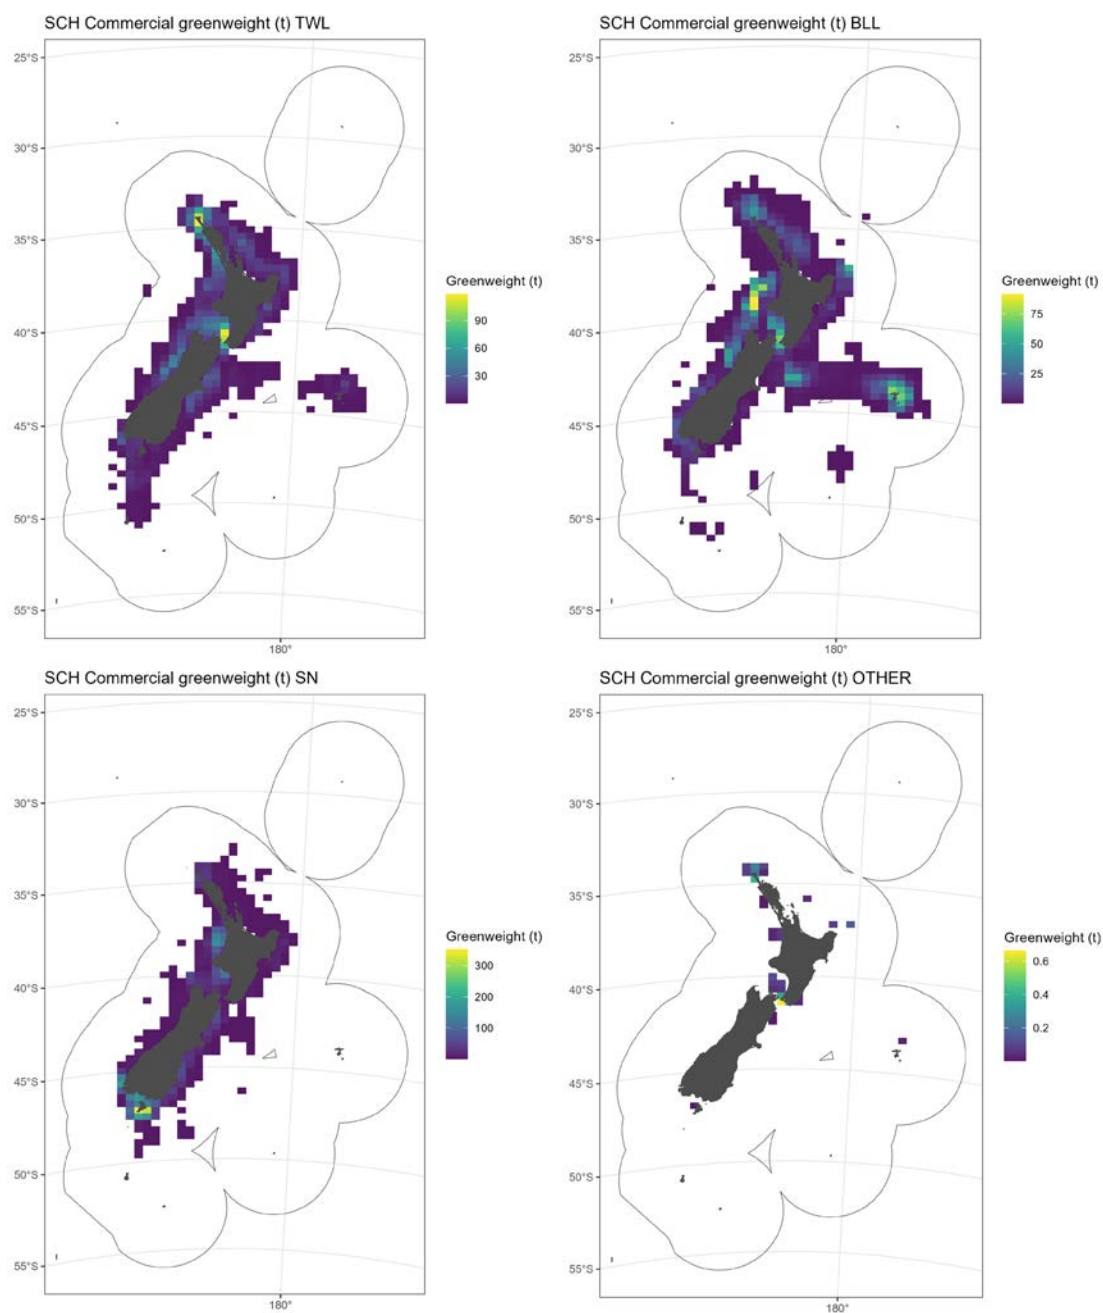 SCH Commercial greenweight (t) TWL
25°S
30°S
35°S
40°S
45°S
50°S
55°S
180°
Greenweight (t)
90
60
30
SCH Commercial greenweight (t) BLL
25°S
30°S
35°S
40°S
45°S
50°S
55°S
180°
Greenweight (t)
75
50
25
SCH Commercial greenweight (t) SN
25°S
30°S
35°S
40°S
45°S
50°S
55°S
180°
Greenweight (t)
300
200
100
SCH Commercial greenweight (t) OTHER
25°S
30°S
35°S
40°S
45°S
50°S
55°S
180°
Greenweight (t)
0.6
0.4
0.2